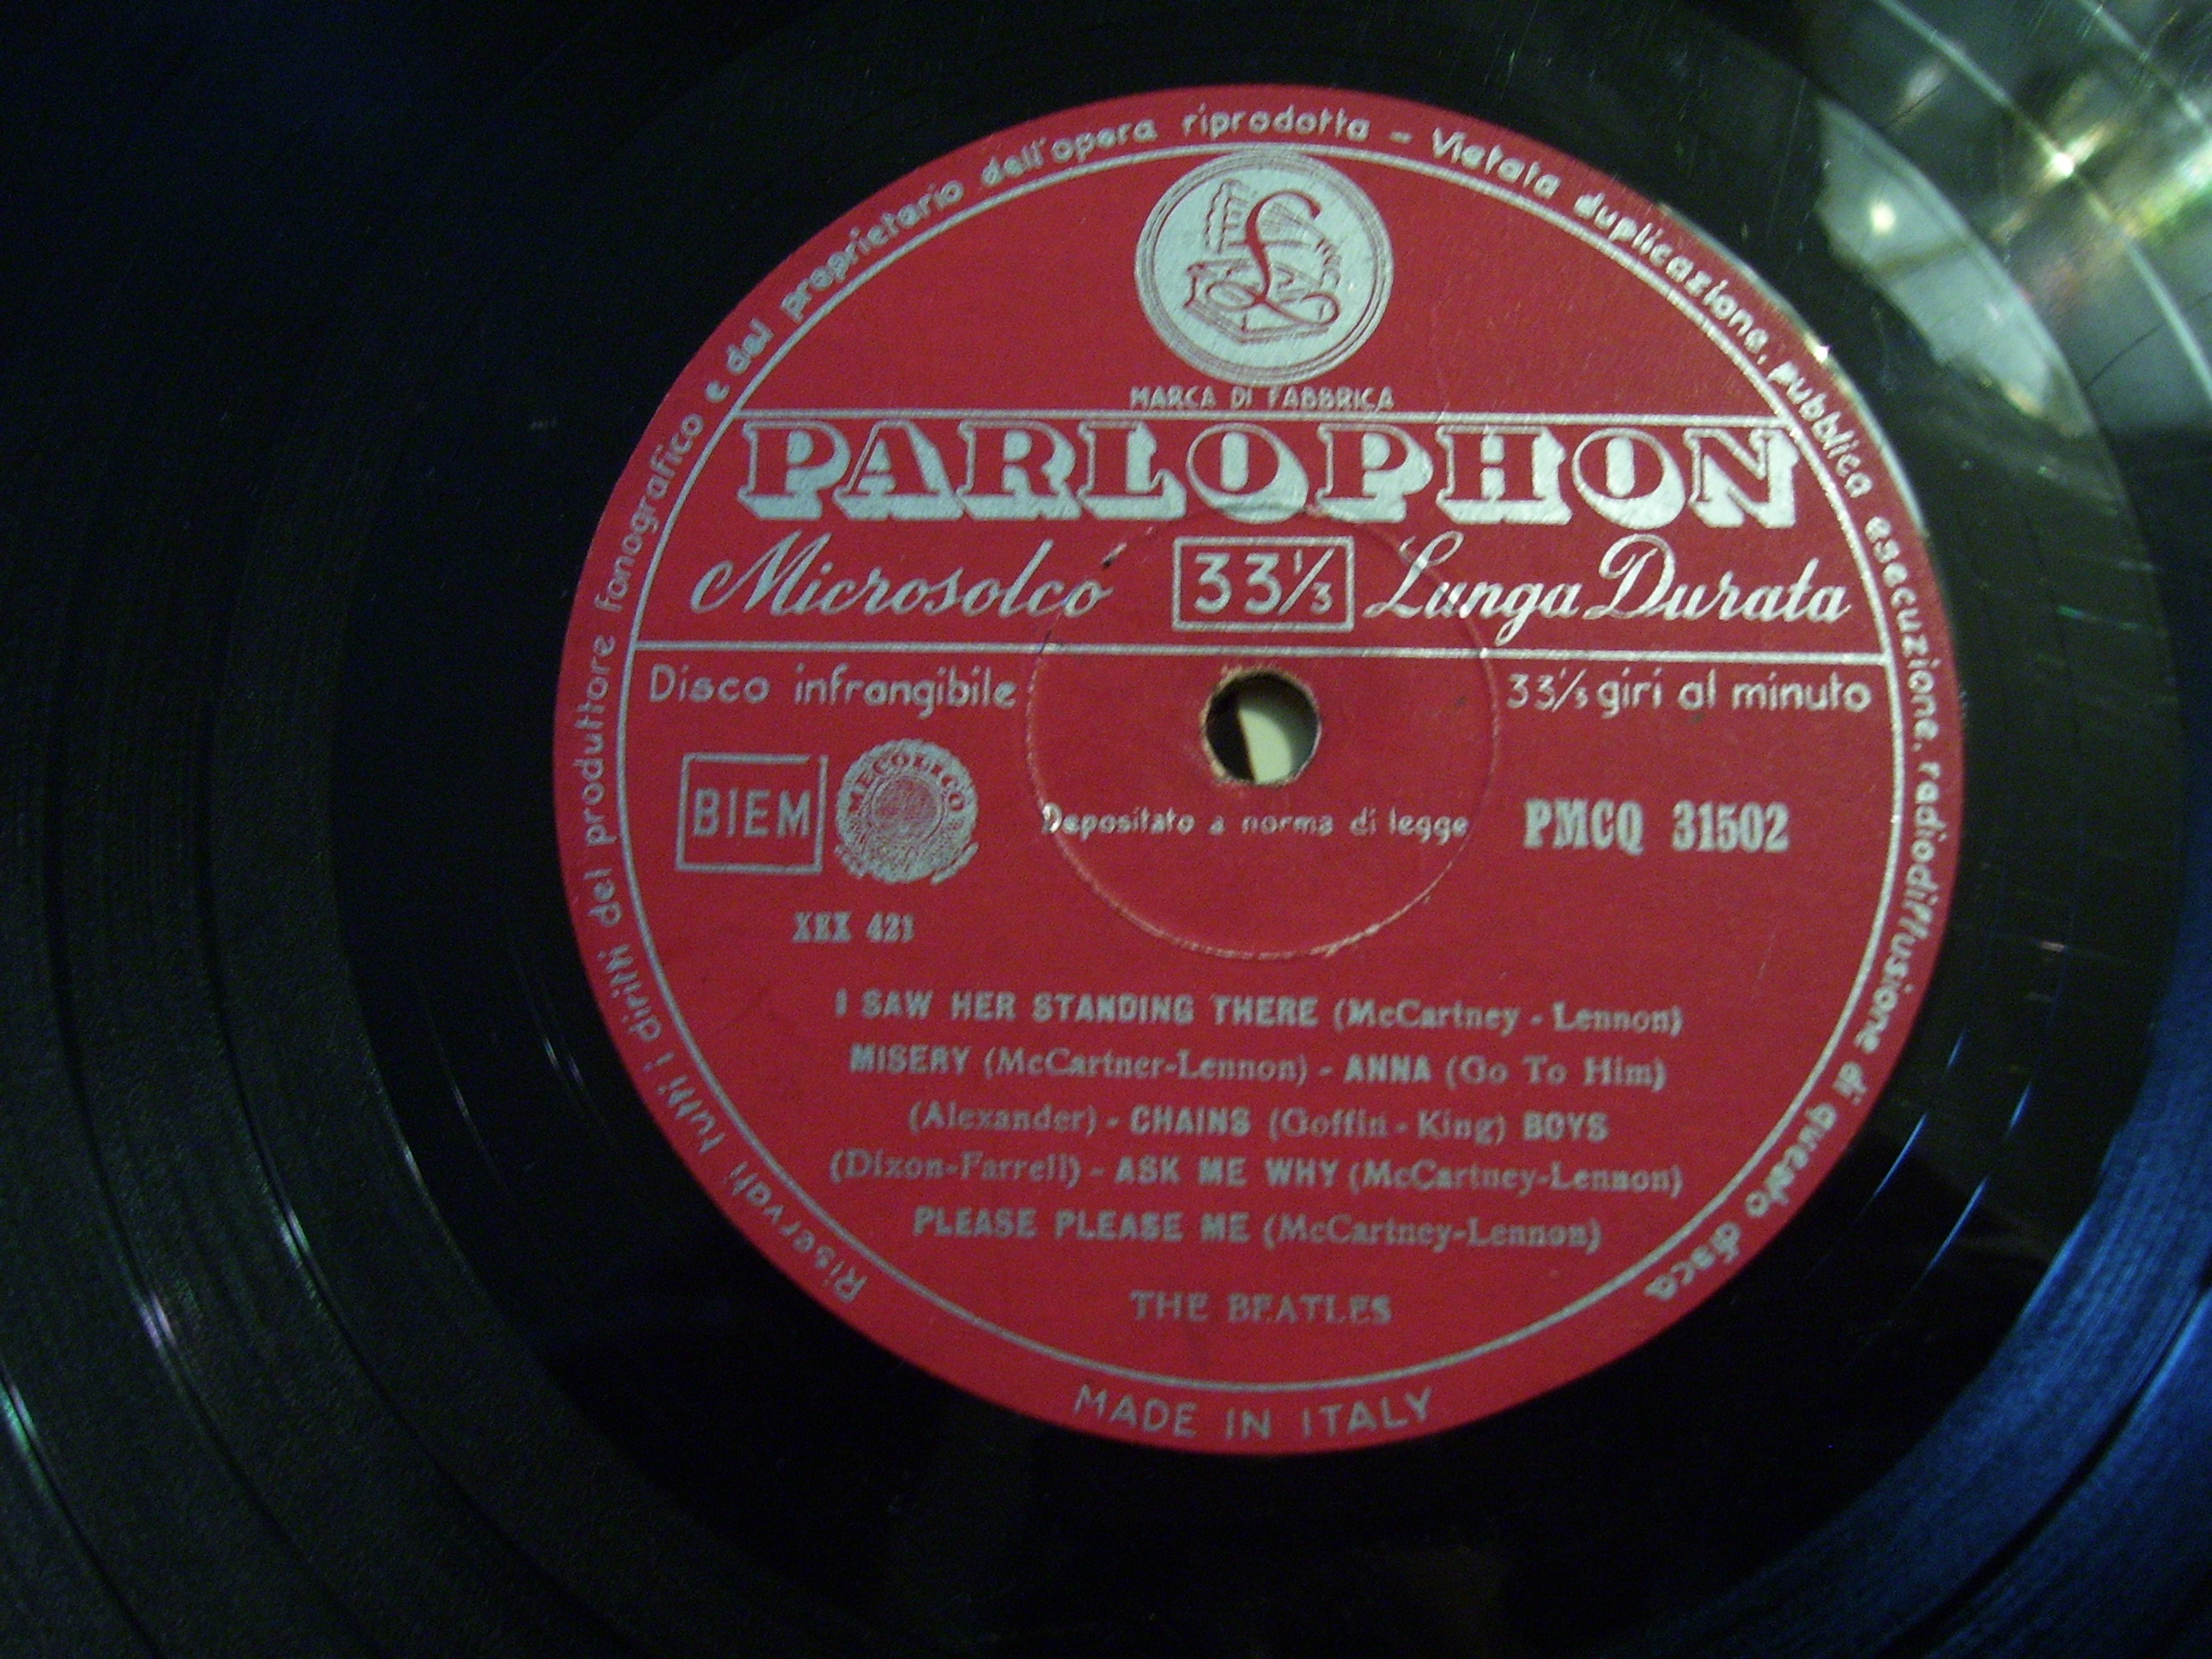 Riservati tutti i diritti del produttore fonografico e del proprietario dell'opera riprodotta - Vietata duplicazione, pubblica esecuzione, radiodiffusione di questo disco
MARCA DI FABBRICA
PARLOPHON
Microsolco 33⅓ Lunga Durata
Disco infrangibile 33⅓ giri al minuto
BIEM MECOLICO Depositato a norma di legge PMCQ 31502
XEX 421
I SAW HER STANDING THERE (McCartney - Lennon)
MISERY (McCartner-Lennon) - ANNA (Go To Him)
(Alexander) - CHAINS (Goffin - King) BOYS
(Dixon-Farrell) - ASK ME WHY (McCartney-Lennon)
PLEASE PLEASE ME (McCartney-Lennon)
THE BEATLES
MADE IN ITALY